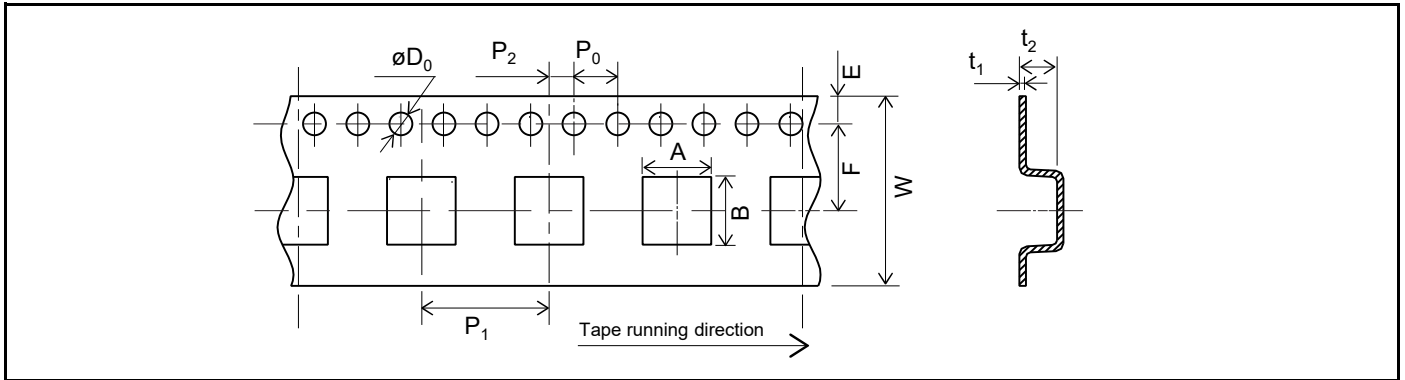 øD₀
P₂
P₀
E
t₁
t₂
A
F
W
B
P₁
Tape running direction